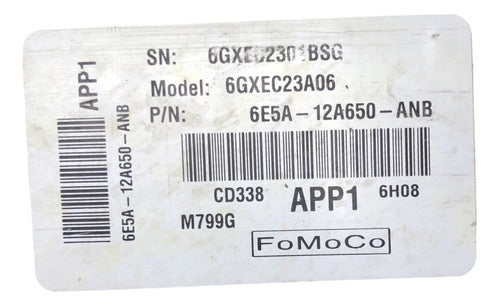 SN: 6GXEC2301BSG
Model: 6GXEC23A06
P/N: 6E5A-12A650-ANB
CD338 APP1 6H08
M799G
FoMoCo
APP1
6E5A-12A650-ANB